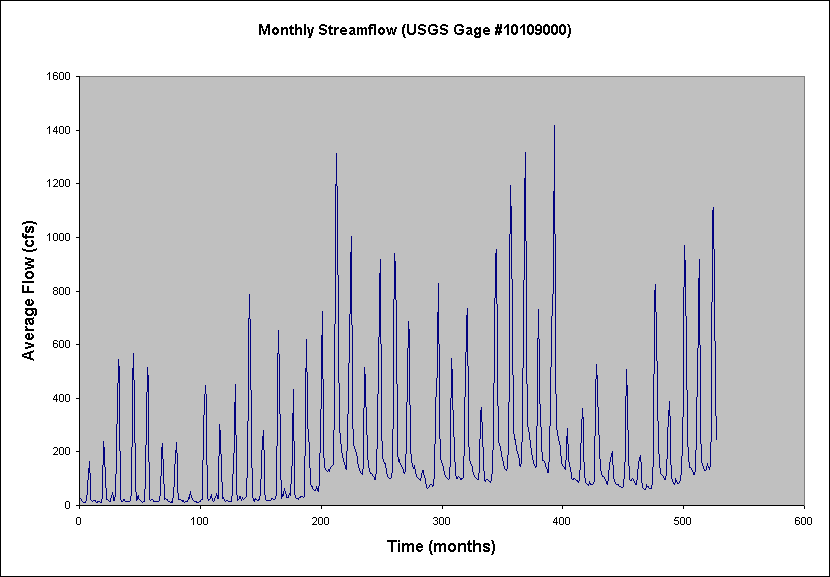 Monthly Streamflow (USGS Gage #10109000)
1600
1400
1200
1000
800
600
400
200
0
Average Flow (cfs)
0 100 200 300 400 500 600
Time (months)